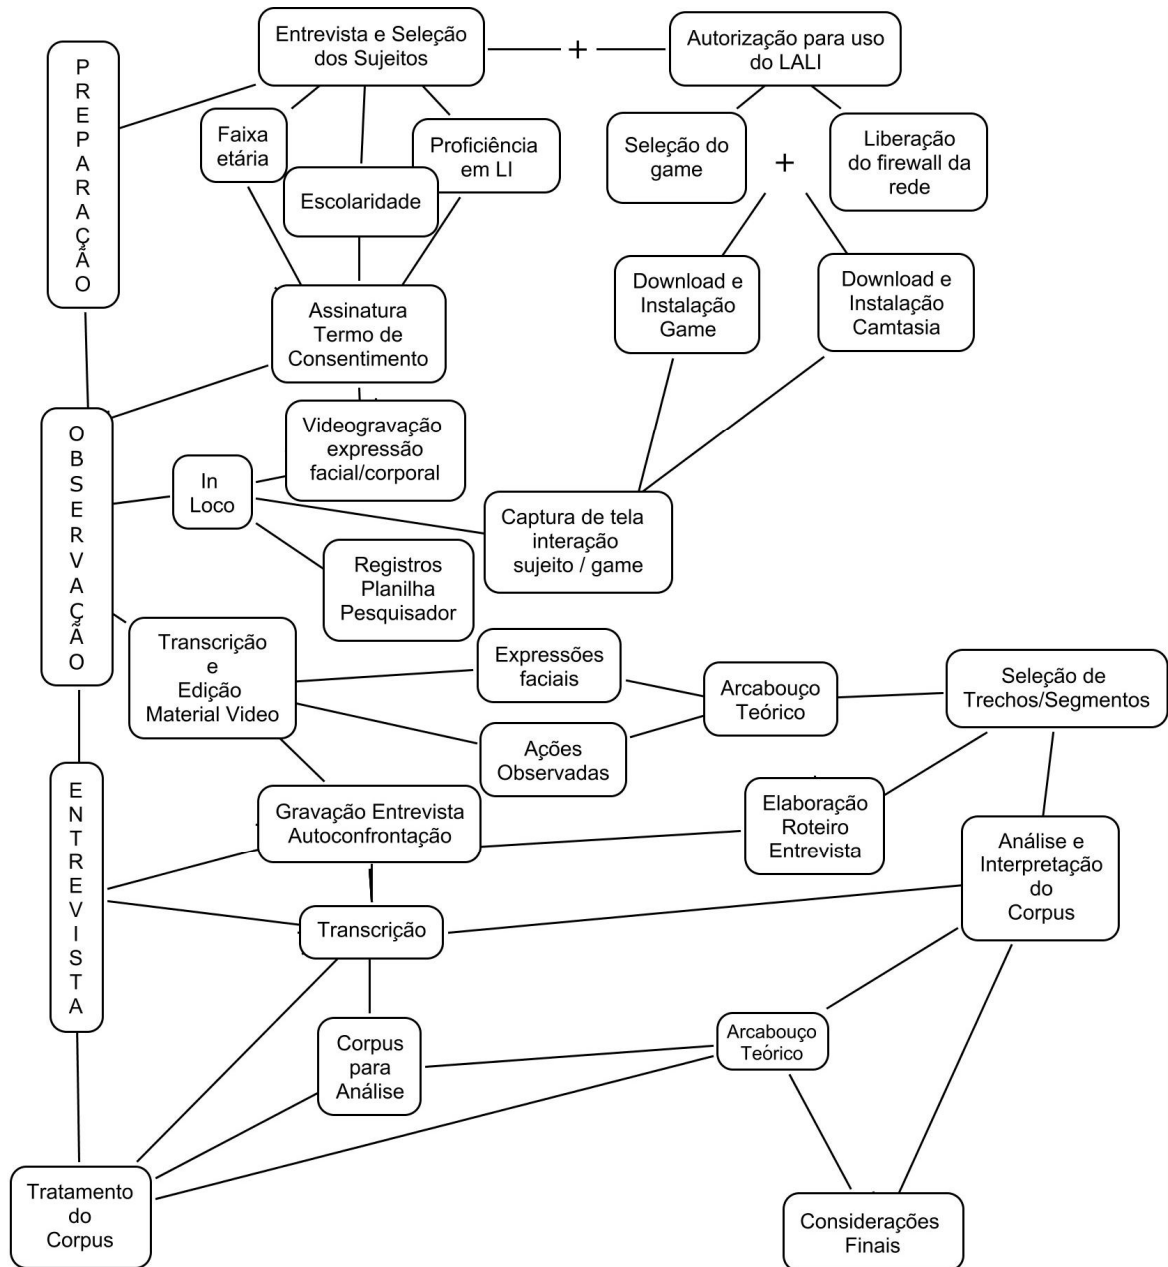 PREPARAÇÃO
Entrevista e Seleção
dos Sujeitos
+
Autorização para uso
do LALI
Faixa
etária
Escolaridade
Proficiência
em LI
Seleção do
game
+
Liberação
do firewall da
rede
Assinatura
Termo de
Consentimento
Download e
Instalação
Game
Download e
Instalação
Camtasia
OBSERVAÇÃO
Videogravação
expressão
facial/corporal
In
Loco
Captura de tela
interação
sujeito / game
Registros
Planilha
Pesquisador
Transcrição
e
Edição
Material Video
Expressões
faciais
Ações
Observadas
Arcabouço
Teórico
Seleção de
Trechos/Segmentos
ENTREVISTA
Gravação Entrevista
Autoconfrontação
Elaboração
Roteiro
Entrevista
Análise e
Interpretação
do
Corpus
Transcrição
Corpus
para
Análise
Arcabouço
Teórico
Tratamento
do
Corpus
Considerações
Finais